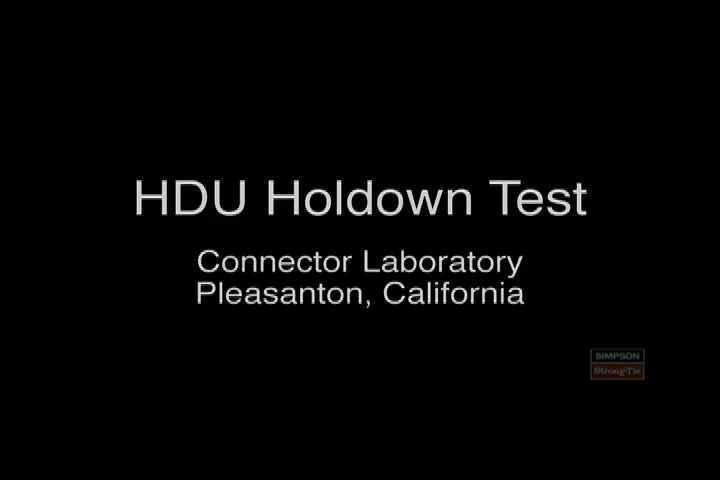 HDU Holdown Test
Connector Laboratory
Pleasanton, California
SIMPSON
Strong-Tie